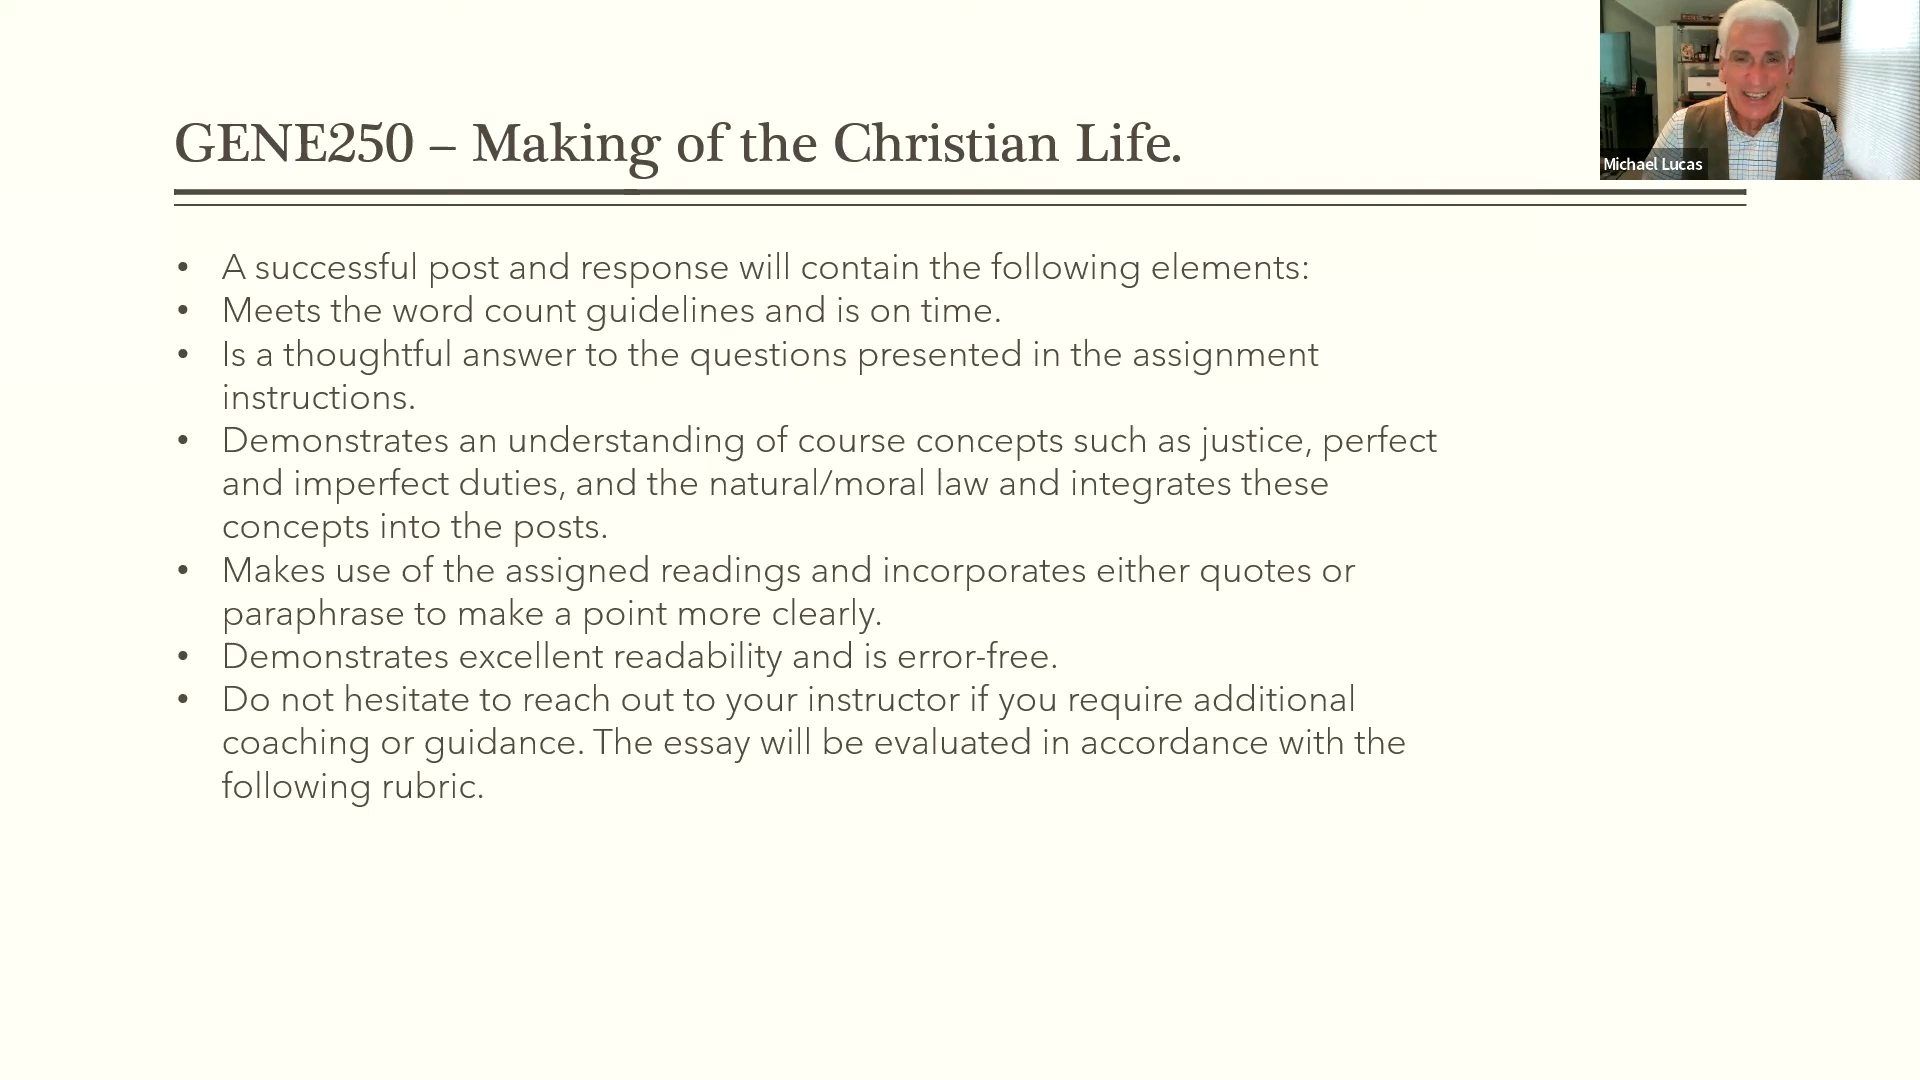 GENE250 – Making of the Christian Life.
Michael Lucas
• A successful post and response will contain the following elements:
• Meets the word count guidelines and is on time.
• Is a thoughtful answer to the questions presented in the assignment
instructions.
• Demonstrates an understanding of course concepts such as justice, perfect
and imperfect duties, and the natural/moral law and integrates these
concepts into the posts.
• Makes use of the assigned readings and incorporates either quotes or
paraphrase to make a point more clearly.
• Demonstrates excellent readability and is error-free.
• Do not hesitate to reach out to your instructor if you require additional
coaching or guidance. The essay will be evaluated in accordance with the
following rubric.